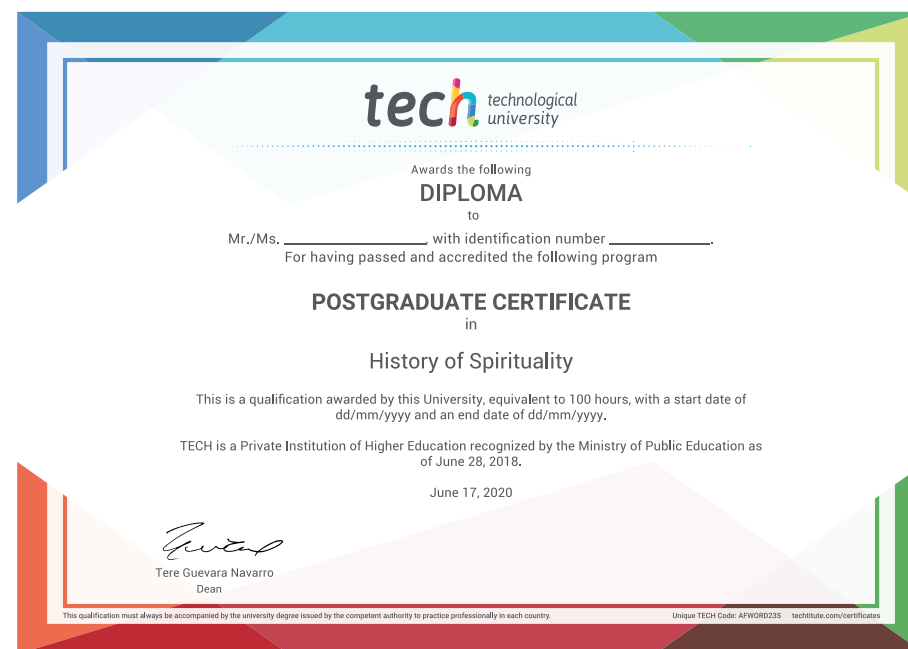 tech technological
university
Awards the following
DIPLOMA
to
Mr./Ms. ____________________, with identification number ______________.
For having passed and accredited the following program
POSTGRADUATE CERTIFICATE
in
History of Spirituality
This is a qualification awarded by this University, equivalent to 100 hours, with a start date of
dd/mm/yyyy and an end date of dd/mm/yyyy.
TECH is a Private Institution of Higher Education recognized by the Ministry of Public Education as
of June 28, 2018.
June 17, 2020
Tere Guevara Navarro
Dean
This qualification must always be accompanied by the university degree issued by the competent authority to practice professionally in each country. Unique TECH Code: AFWORD23S techtitute.com/certificates